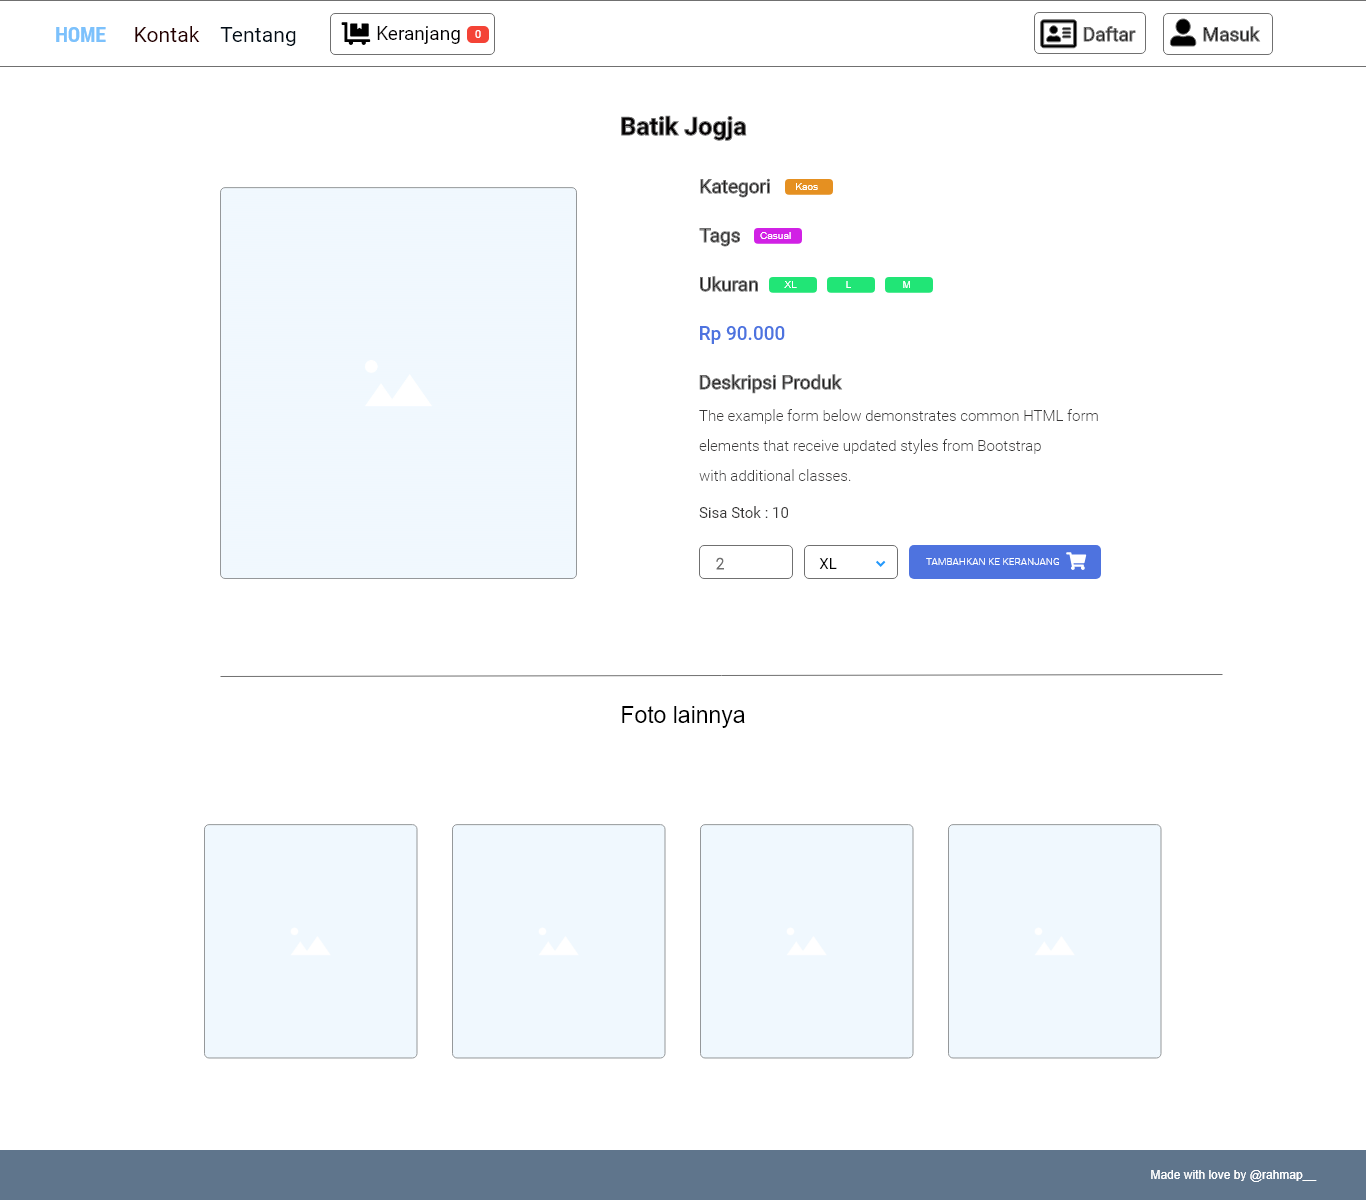 HOME Kontak Tentang Keranjang 0 Daftar Masuk
Batik Jogja
Kategori Kaos
Tags Casual
Ukuran XL L M
Rp 90.000
Deskripsi Produk
The example form below demonstrates common HTML form
elements that receive updated styles from Bootstrap
with additional classes.
Sisa Stok : 10
2 XL TAMBAHKAN KE KERANJANG
Foto lainnya
Made with love by @rahmap__